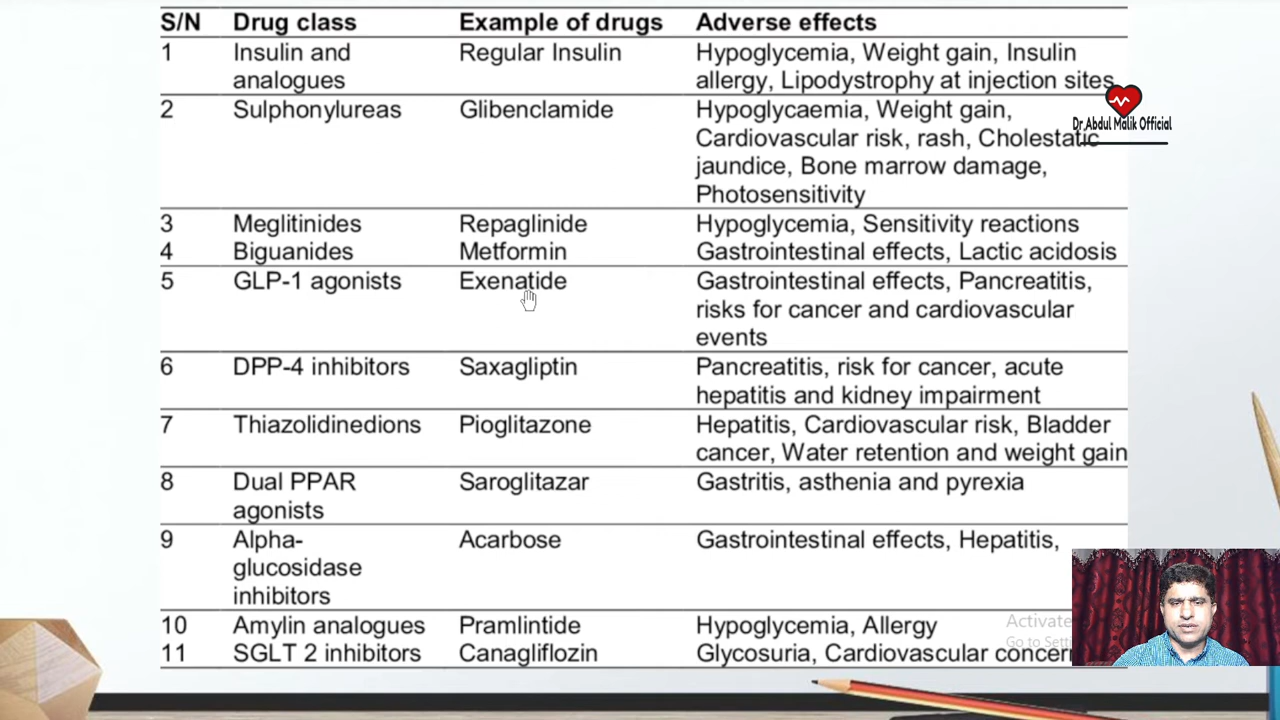 S/N Drug class Example of drugs Adverse effects
1 Insulin and Regular Insulin Hypoglycemia, Weight gain, Insulin
analogues allergy, Lipodystrophy at injection sites
2 Sulphonylureas Glibenclamide Hypoglycaemia, Weight gain,
Cardiovascular risk, rash, Cholestatic
jaundice, Bone marrow damage,
Photosensitivity
Dr Abdul Malik Official
3 Meglitinides Repaglinide Hypoglycemia, Sensitivity reactions
4 Biguanides Metformin Gastrointestinal effects, Lactic acidosis
5 GLP-1 agonists Exenatide Gastrointestinal effects, Pancreatitis,
risks for cancer and cardiovascular
events
6 DPP-4 inhibitors Saxagliptin Pancreatitis, risk for cancer, acute
hepatitis and kidney impairment
7 Thiazolidinedions Pioglitazone Hepatitis, Cardiovascular risk, Bladder
cancer, Water retention and weight gain
8 Dual PPAR Saroglitazar Gastritis, asthenia and pyrexia
agonists
9 Alpha- Acarbose Gastrointestinal effects, Hepatitis,
glucosidase
inhibitors
10 Amylin analogues Pramlintide Hypoglycemia, Allergy
11 SGLT 2 inhibitors Canagliflozin Glycosuria, Cardiovascular concer
Activate
Go to Setti